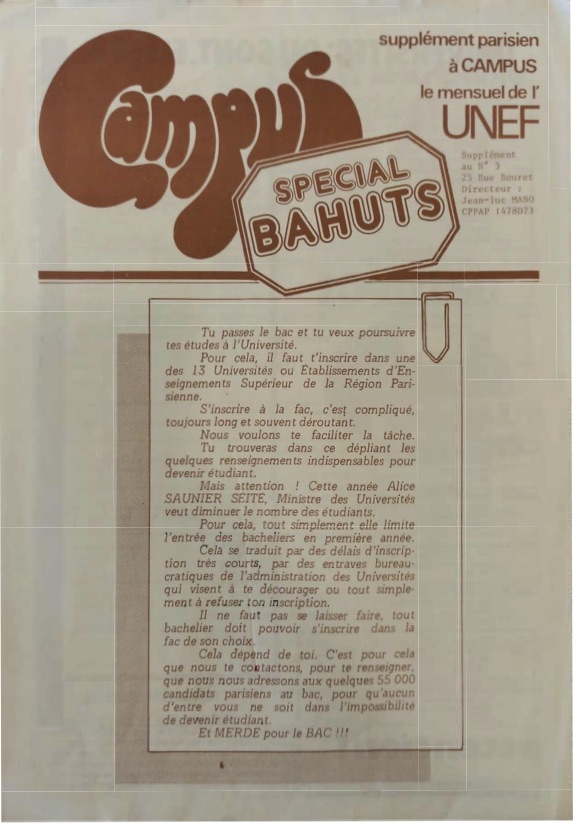 Campus
supplément parisien
à CAMPUS
le mensuel de l'
UNEF
Supplément
au N° 3
25 Rue Bouret
Directeur :
Jean-luc MANO
CPPAP 1478D73
SPECIAL
BAHUTS
Tu passes le bac et tu veux poursuivre
tes études à l'Université.
Pour cela, il faut t'inscrire dans une
des 13 Universités ou Établissements d'En-
seignements Supérieur de la Région Pari-
sienne.
S'inscrire à la fac, c'est compliqué,
toujours long et souvent déroutant.
Nous voulons te faciliter la tâche.
Tu trouveras dans ce dépliant les
quelques renseignements indispensables pour
devenir étudiant.
Mais attention ! Cette année Alice
SAUNIER SEITÉ, Ministre des Universités
veut diminuer le nombre des étudiants.
Pour cela, tout simplement elle limite
l'entrée des bacheliers en première année.
Cela se traduit par des délais d'inscrip-
tion très courts, par des entraves bureau-
cratiques de l'administration des Universités
qui visent à te décourager ou tout simple-
ment à refuser ton inscription.
Il ne faut pas se laisser faire, tout
bachelier doit pouvoir s'inscrire dans la
fac de son choix.
Cela dépend de toi. C'est pour cela
que nous te contactons, pour te renseigner,
que nous nous adressons aux quelques 55 000
candidats parisiens au bac, pour qu'aucun
d'entre vous ne soit dans l'impossibilité
de devenir étudiant.
Et MERDE pour le BAC !!!